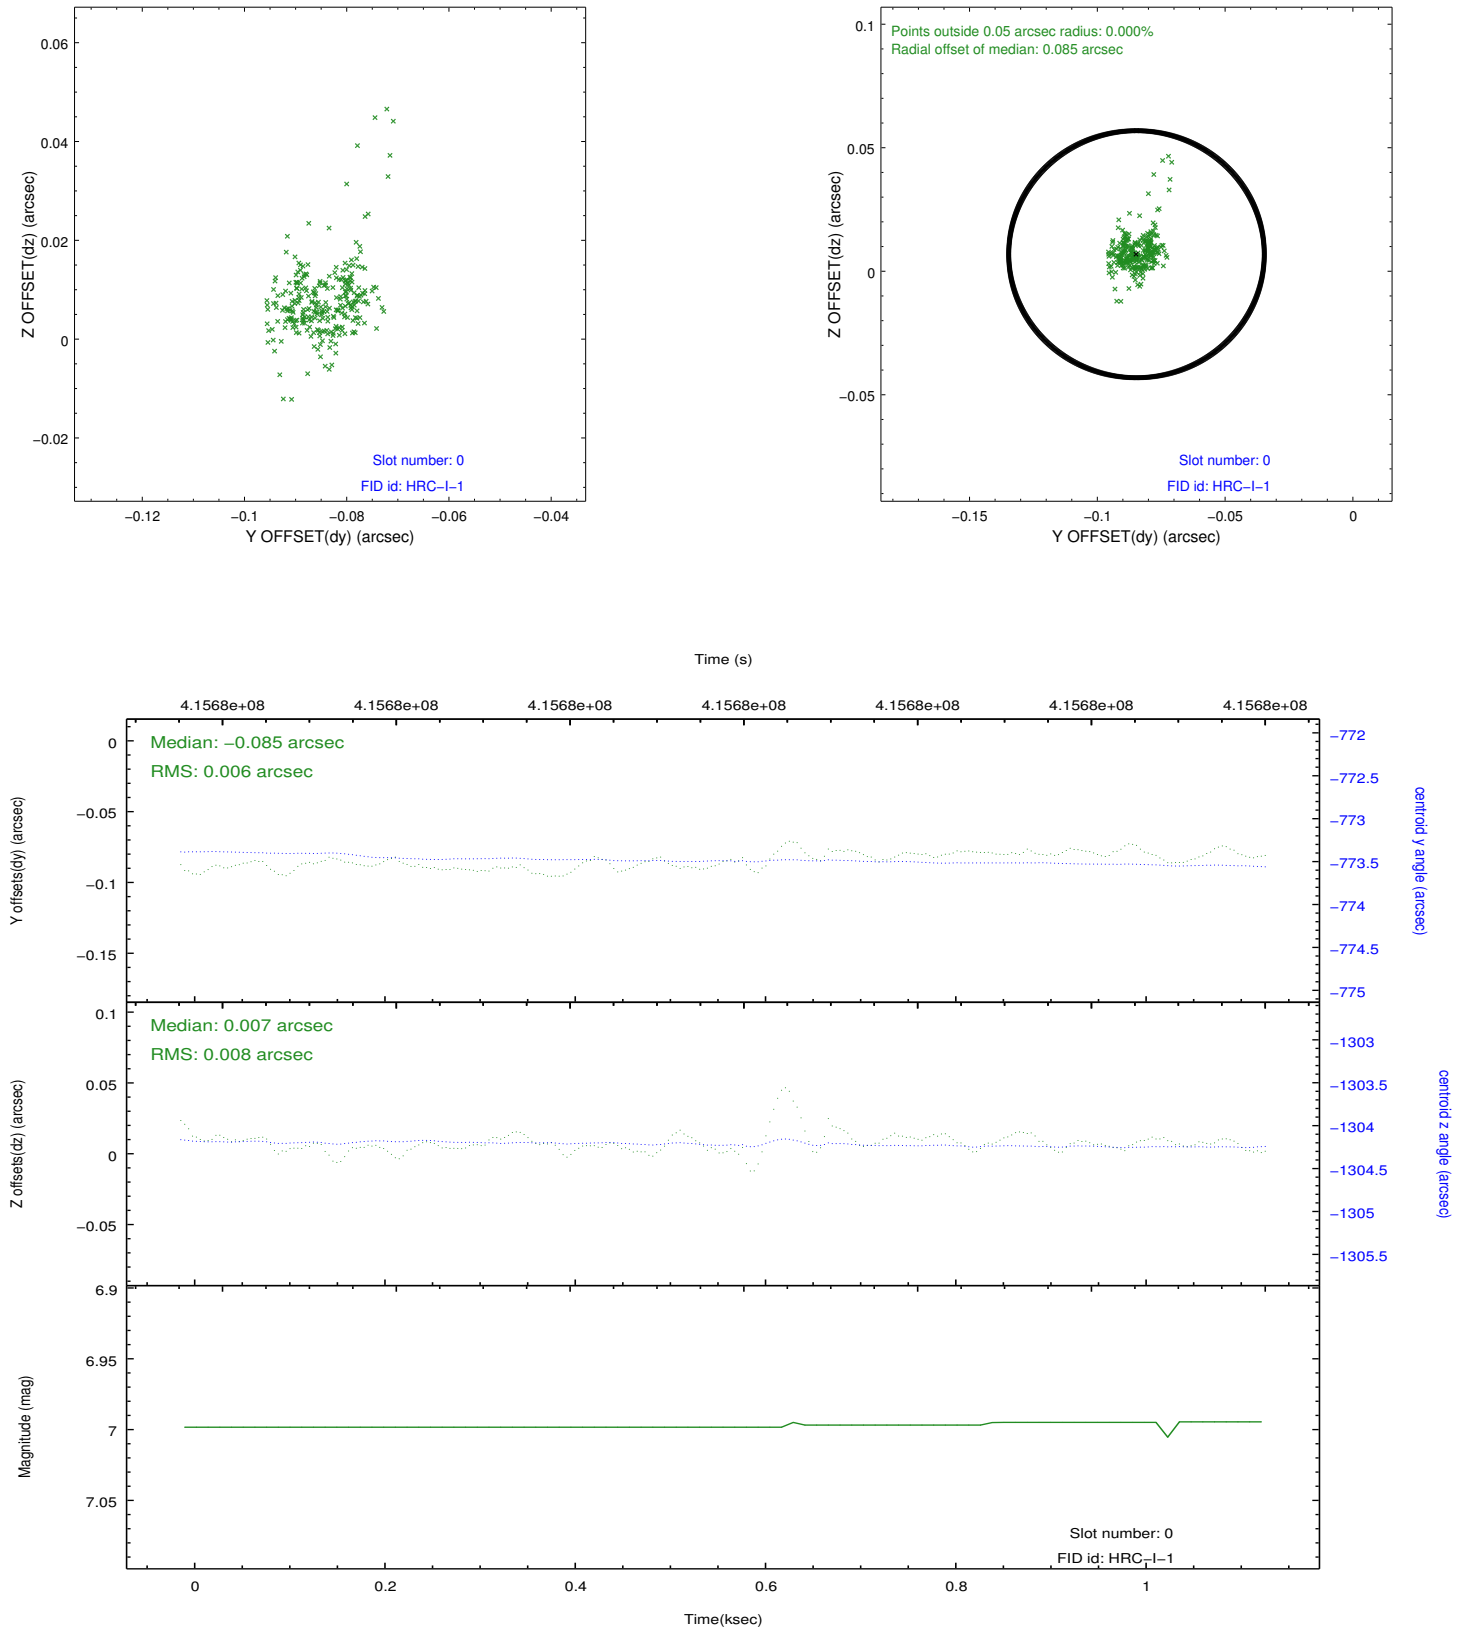 0.06
0.04
0.02
0
−0.02
Z OFFSET(dz) (arcsec)
Slot number: 0
FID id: HRC−I−1
−0.12
−0.1
−0.08
−0.06
−0.04
Y OFFSET(dy) (arcsec)
Points outside 0.05 arcsec radius: 0.000%
Radial offset of median: 0.085 arcsec
0.1
0.05
0
−0.05
Z OFFSET(dz) (arcsec)
Slot number: 0
FID id: HRC−I−1
−0.15
−0.1
−0.05
0
Y OFFSET(dy) (arcsec)
Time (s)
4.1568e+08 4.1568e+08 4.1568e+08 4.1568e+08 4.1568e+08 4.1568e+08 4.1568e+08
Median: −0.085 arcsec
RMS: 0.006 arcsec
0
−0.05
−0.1
−0.15
Y offsets(dy) (arcsec)
−772
−772.5
−773
−773.5
−774
−774.5
−775
centroid y angle (arcsec)
Median: 0.007 arcsec
RMS: 0.008 arcsec
0.1
0.05
0
−0.05
Z offsets(dz) (arcsec)
−1303
−1303.5
−1304
−1304.5
−1305
−1305.5
centroid z angle (arcsec)
6.9
6.95
7
7.05
Magnitude (mag)
Slot number: 0
FID id: HRC−I−1
0 0.2 0.4 0.6 0.8 1
Time(ksec)